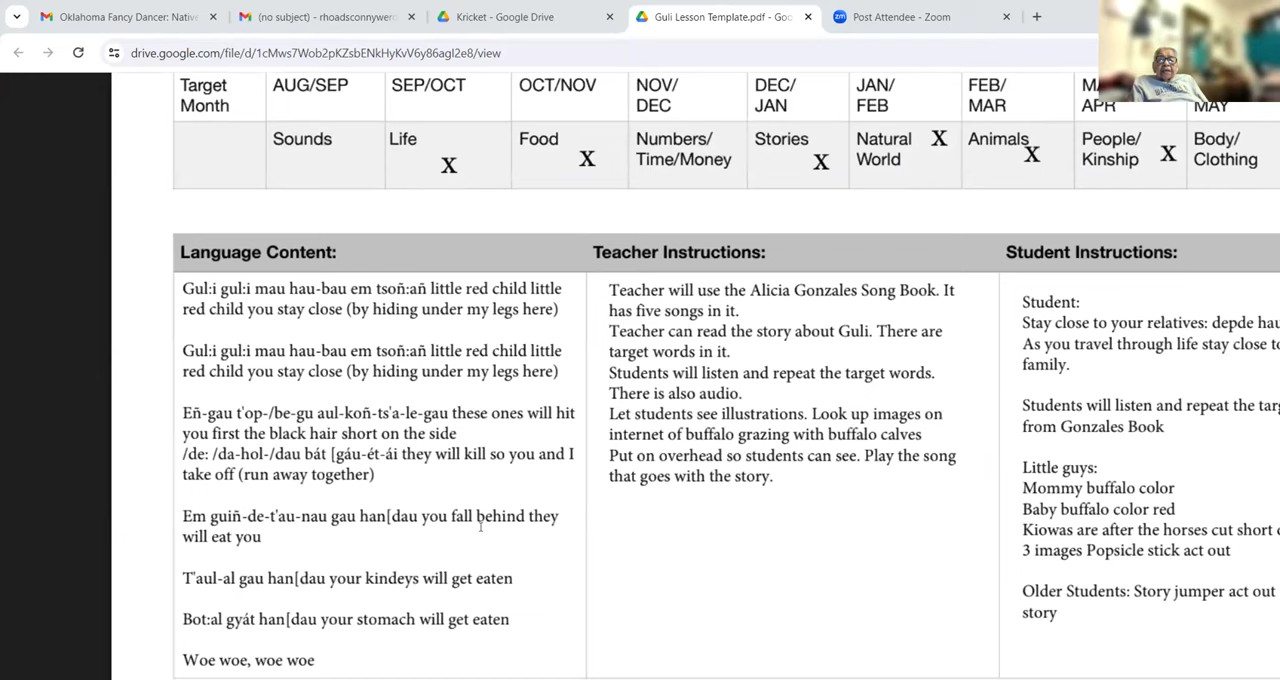 Oklahoma Fancy Dancer: Native
(no subject) - rhoadsconnywer
Kricket - Google Drive
Guli Lesson Template.pdf - Goo
Post Attendee - Zoom
drive.google.com/file/d/1cMws7Wob2pKZsbENkHyKvV6y86agI2e8/view
Target Month
AUG/SEP
SEP/OCT
OCT/NOV
NOV/
DEC
DEC/
JAN
JAN/
FEB
FEB/
MAR
APR
MAY
Sounds
Life
X
Food
X
Numbers/
Time/Money
Stories
X
Natural
World
X
Animals
X
People/
Kinship
X
Body/
Clothing
Language Content:
Gul:i gul:i mau hau-bau em tsoñ:añ little red child little
red child you stay close (by hiding under my legs here)
Gul:i gul:i mau hau-bau em tsoñ:añ little red child little
red child you stay close (by hiding under my legs here)
Eñ-gau t'op-/be-gu aul-koñ-ts'a-le-gau these ones will hit
you first the black hair short on the side
/de: /da-hol-/dau bát [gáu-ét-ái they will kill so you and I
take off (run away together)
Em guiñ-de-t'au-nau gau han[dau you fall behind they
will eat you
T'aul-al gau han[dau your kindeys will get eaten
Bot:al gyát han[dau your stomach will get eaten
Woe woe, woe woe
Teacher Instructions:
Teacher will use the Alicia Gonzales Song Book. It
has five songs in it.
Teacher can read the story about Guli. There are
target words in it.
Students will listen and repeat the target words.
There is also audio.
Let students see illustrations. Look up images on
internet of buffalo grazing with buffalo calves
Put on overhead so students can see. Play the song
that goes with the story.
Student Instructions:
Student:
Stay close to your relatives: depde hau
As you travel through life stay close to
family.
Students will listen and repeat the targ
from Gonzales Book
Little guys:
Mommy buffalo color
Baby buffalo color red
Kiowas are after the horses cut short
3 images Popsicle stick act out
Older Students: Story jumper act out
story